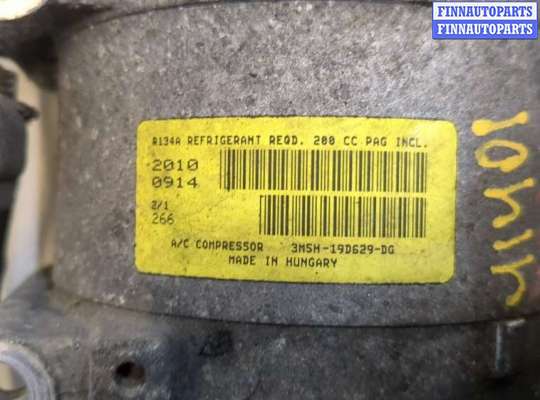 FINNAUTOPARTS
FINNAUTOPARTS
R134A REFRIGERANT REQD. 200 CC PAG INCL.
2010
0914
2/1
266
A/C COMPRESSOR 3M5H-19D629-DG
MADE IN HUNGARY